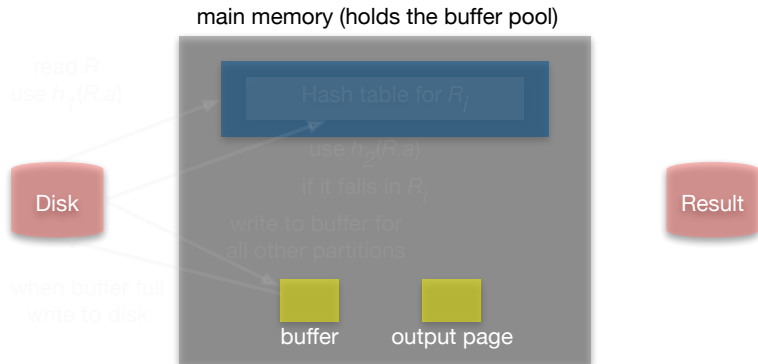 main memory (holds the buffer pool)
read R
use h1(R.a)
Hash table for Ri
use h2(R.a)
if it falls in Ri
Disk
Result
write to buffer for
all other partitions
when buffer full
write to disk
buffer
output page